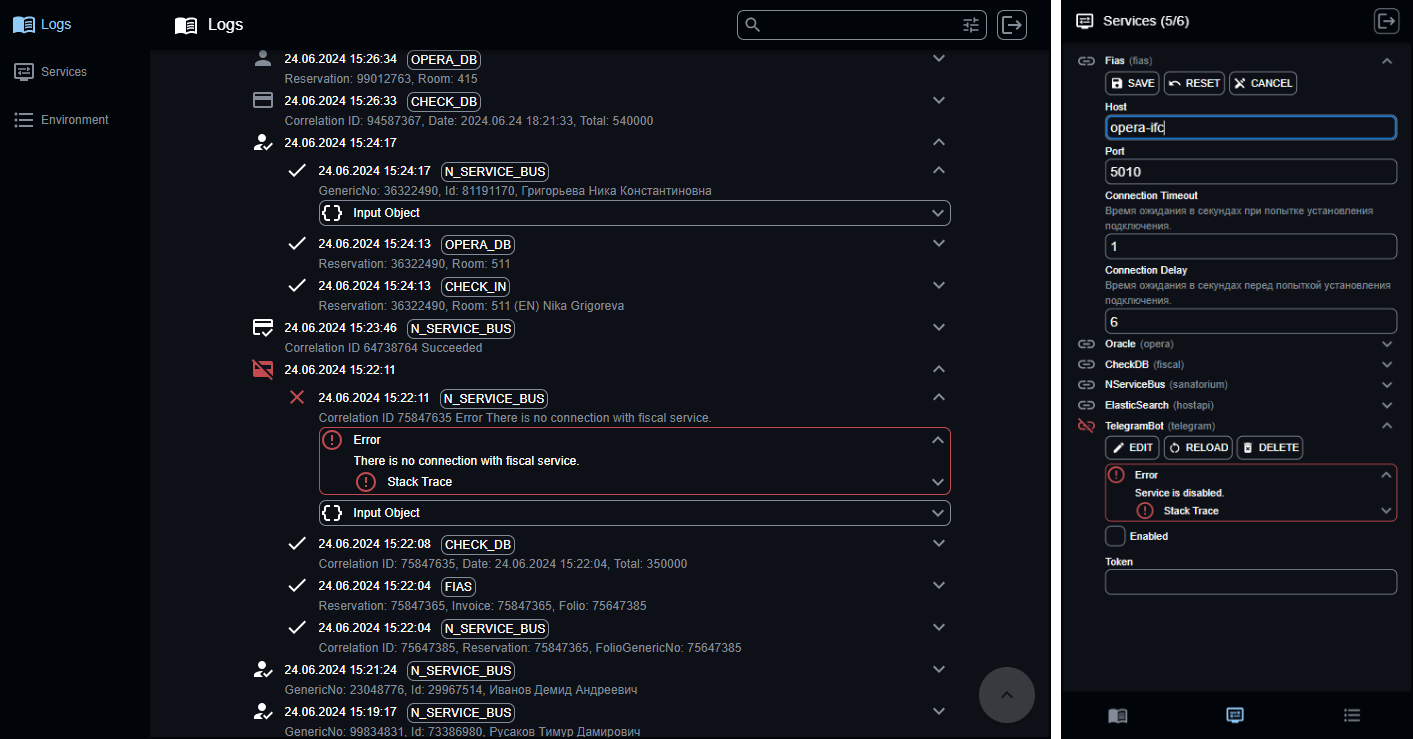 Logs
Services
Environment
Logs
24.06.2024 15:26:34 OPERA_DB
Reservation: 99012763, Room: 415
24.06.2024 15:26:33 CHECK_DB
Correlation ID: 94587367, Date: 2024.06.24 18:21:33, Total: 540000
24.06.2024 15:24:17
24.06.2024 15:24:17 N_SERVICE_BUS
GenericNo: 36322490, Id: 81191170, Григорьева Ника Константиновна
Input Object
24.06.2024 15:24:13 OPERA_DB
Reservation: 36322490, Room: 511
24.06.2024 15:24:13 CHECK_IN
Reservation: 36322490, Room: 511 (EN) Nika Grigoreva
24.06.2024 15:23:46 N_SERVICE_BUS
Correlation ID 64738764 Succeeded
24.06.2024 15:22:11
24.06.2024 15:22:11 N_SERVICE_BUS
Correlation ID 75847635 Error There is no connection with fiscal service.
Error
There is no connection with fiscal service.
Stack Trace
Input Object
24.06.2024 15:22:08 CHECK_DB
Correlation ID: 75847635, Date: 24.06.2024 15:22:04, Total: 350000
24.06.2024 15:22:04 FIAS
Reservation: 75847365, Invoice: 75847365, Folio: 75647385
24.06.2024 15:22:04 N_SERVICE_BUS
Correlation ID: 75647385, Reservation: 75847365, FolioGenericNo: 75647385
24.06.2024 15:21:24 N_SERVICE_BUS
GenericNo: 23048776, Id: 29967514, Иванов Демид Андреевич
24.06.2024 15:19:17 N_SERVICE_BUS
GenericNo: 99834831, Id: 73386980, Русаков Тимур Дамирович
Services (5/6)
Fias (fias)
SAVE RESET CANCEL
Host
opera-ifc
Port
5010
Connection Timeout
Время ожидания в секундах при попытке установления
подключения.
1
Connection Delay
Время ожидания в секундах перед попыткой установления
подключения.
6
Oracle (opera)
CheckDB (fiscal)
NServiceBus (sanatorium)
ElasticSearch (hostapi)
TelegramBot (telegram)
EDIT RELOAD DELETE
Error
Service is disabled.
Stack Trace
Enabled
Token